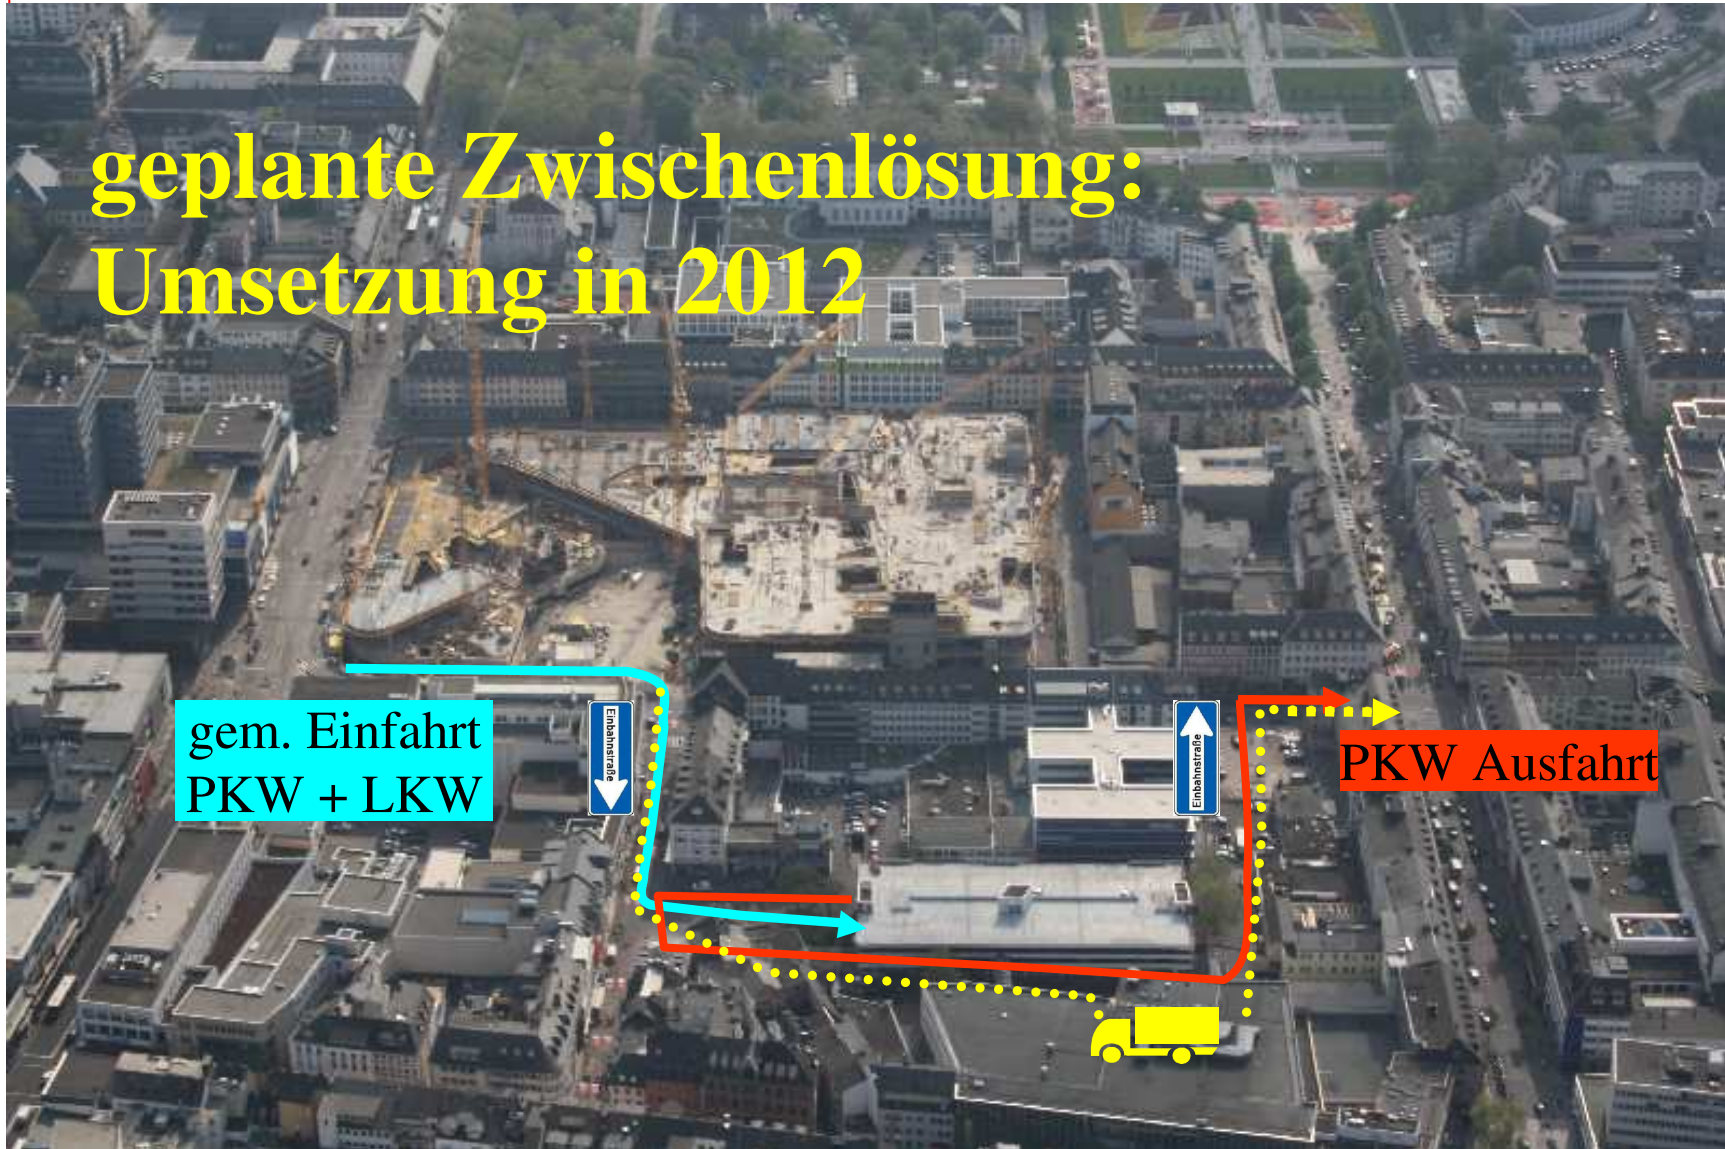 geplante Zwischenlösung:
Umsetzung in 2012
gem. Einfahrt
PKW + LKW
Einbahnstraße
Einbahnstraße
PKW Ausfahrt